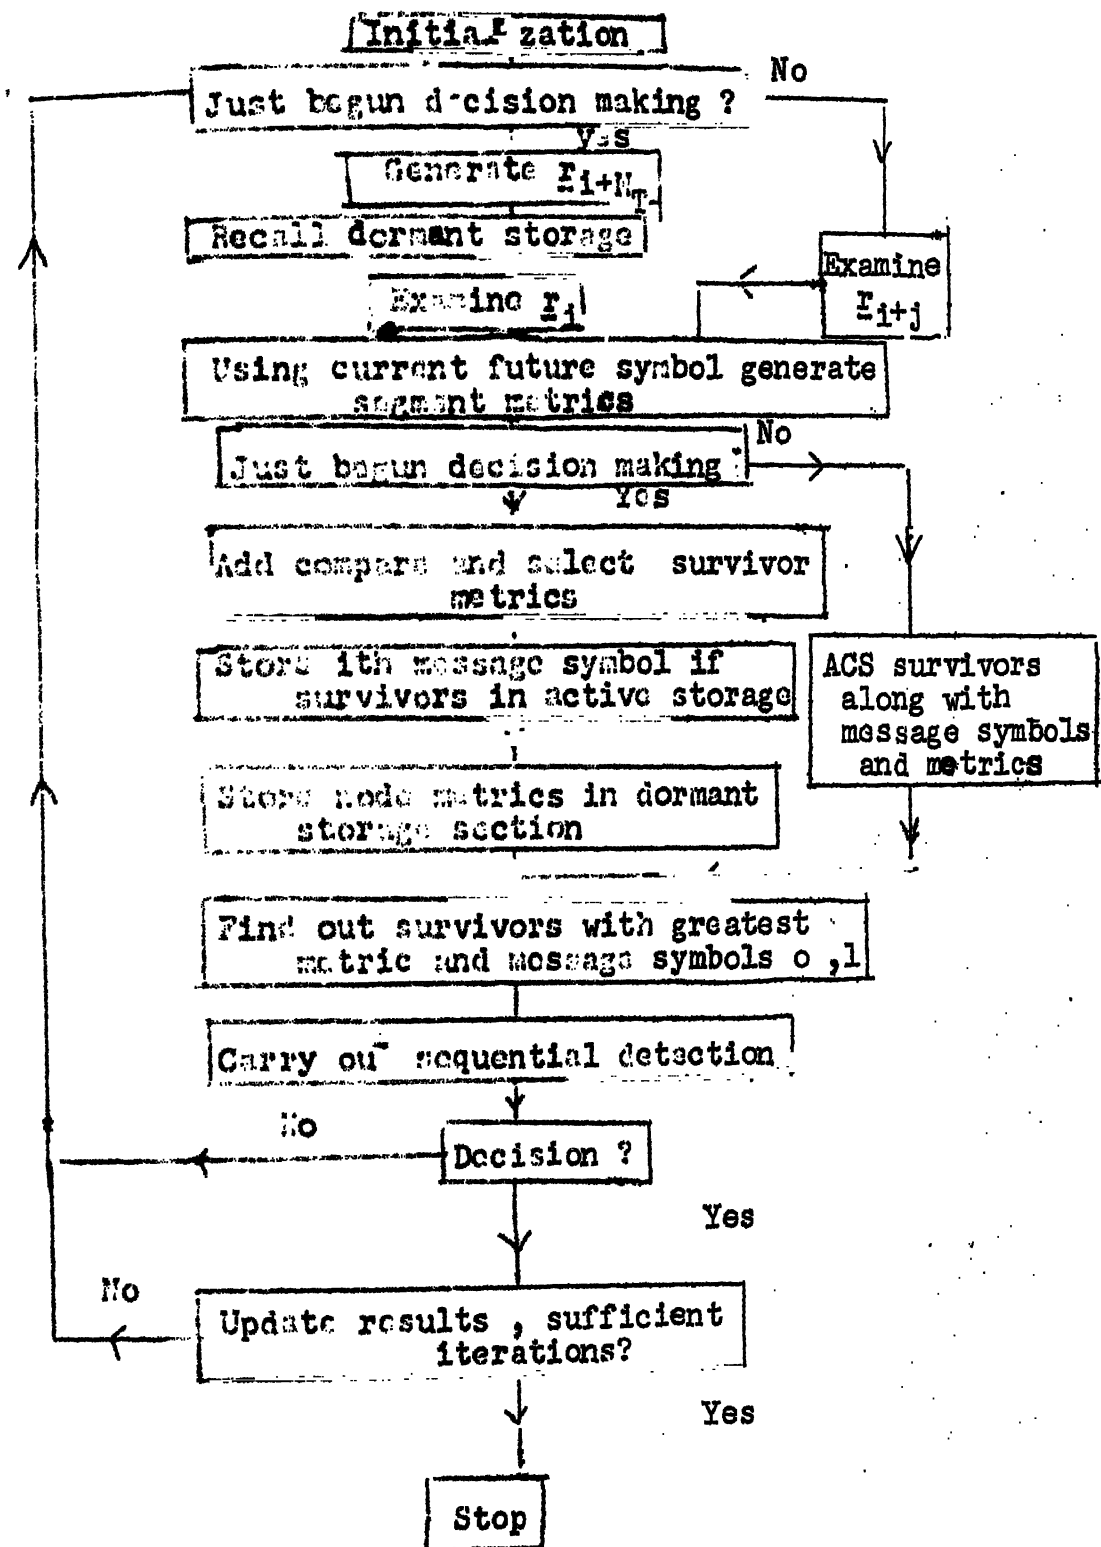 Initialization
No
Just begun decision making ?
Yes
Generate r i+N_T
Recall dormant storage
Examine
r i+j
Examine r i
Using current future symbol generate
segment metrics
No
Just begun decision making ?
Yes
Add compare and select survivor
metrics
Store ith message symbol if
survivors in active storage
ACS survivors
along with
message symbols
and metrics
Store node metrics in dormant
storage section
Find out survivors with greatest
metric and message symbols o ,1
Carry out sequential detection
No
Decision ?
Yes
No
Update results , sufficient
iterations?
Yes
Stop